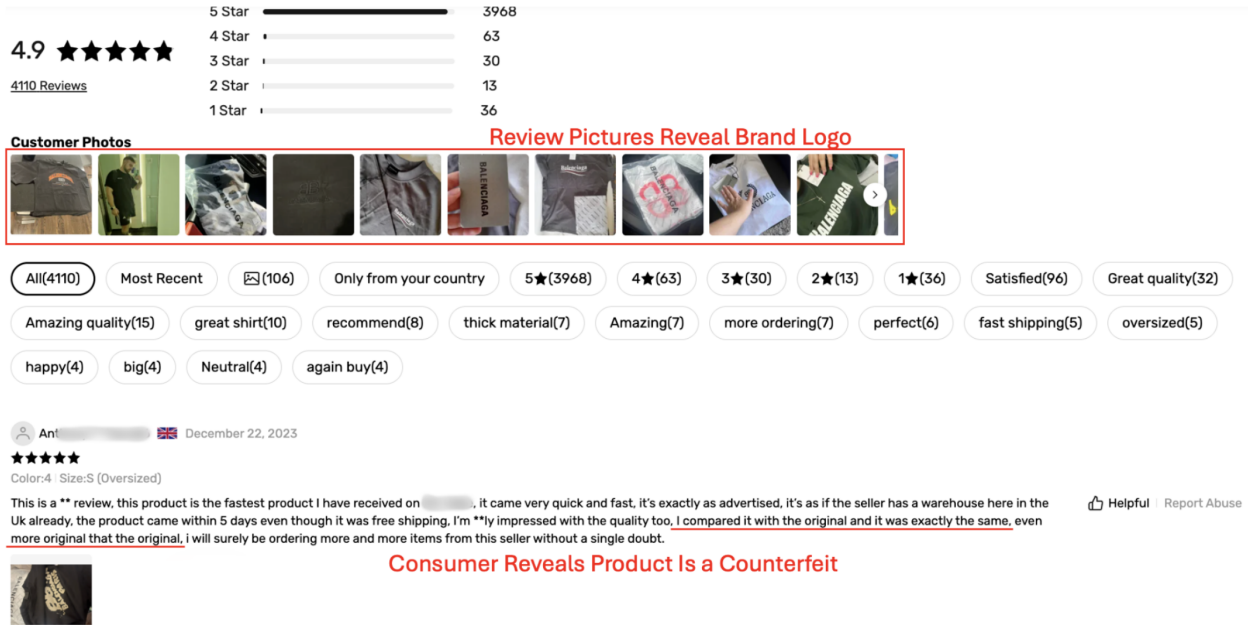 5 Star 3968
4.9 4 Star 63
3 Star 30
4110 Reviews 2 Star 13
1 Star 36
Customer Photos
Review Pictures Reveal Brand Logo
BALENCIAGA
Balenciaga
BALENCIAGA
All(4110) Most Recent (106) Only from your country 5★(3968) 4★(63) 3★(30) 2★(13) 1★(36) Satisfied(96) Great quality(32)
Amazing quality(15) great shirt(10) recommend(8) thick material(7) Amazing(7) more ordering(7) perfect(6) fast shipping(5) oversized(5)
happy(4) big(4) Neutral(4) again buy(4)
Ant December 22, 2023
Color:4 Size:S (Oversized)
This is a ** review, this product is the fastest product I have received on , it came very quick and fast, it's exactly as advertised, it's as if the seller has a warehouse here in the
Uk already, the product came within 5 days even though it was free shipping, I'm **ly impressed with the quality too, I compared it with the original and it was exactly the same, even
more original that the original, i will surely be ordering more and more items from this seller without a single doubt.
Helpful Report Abuse
Consumer Reveals Product Is a Counterfeit